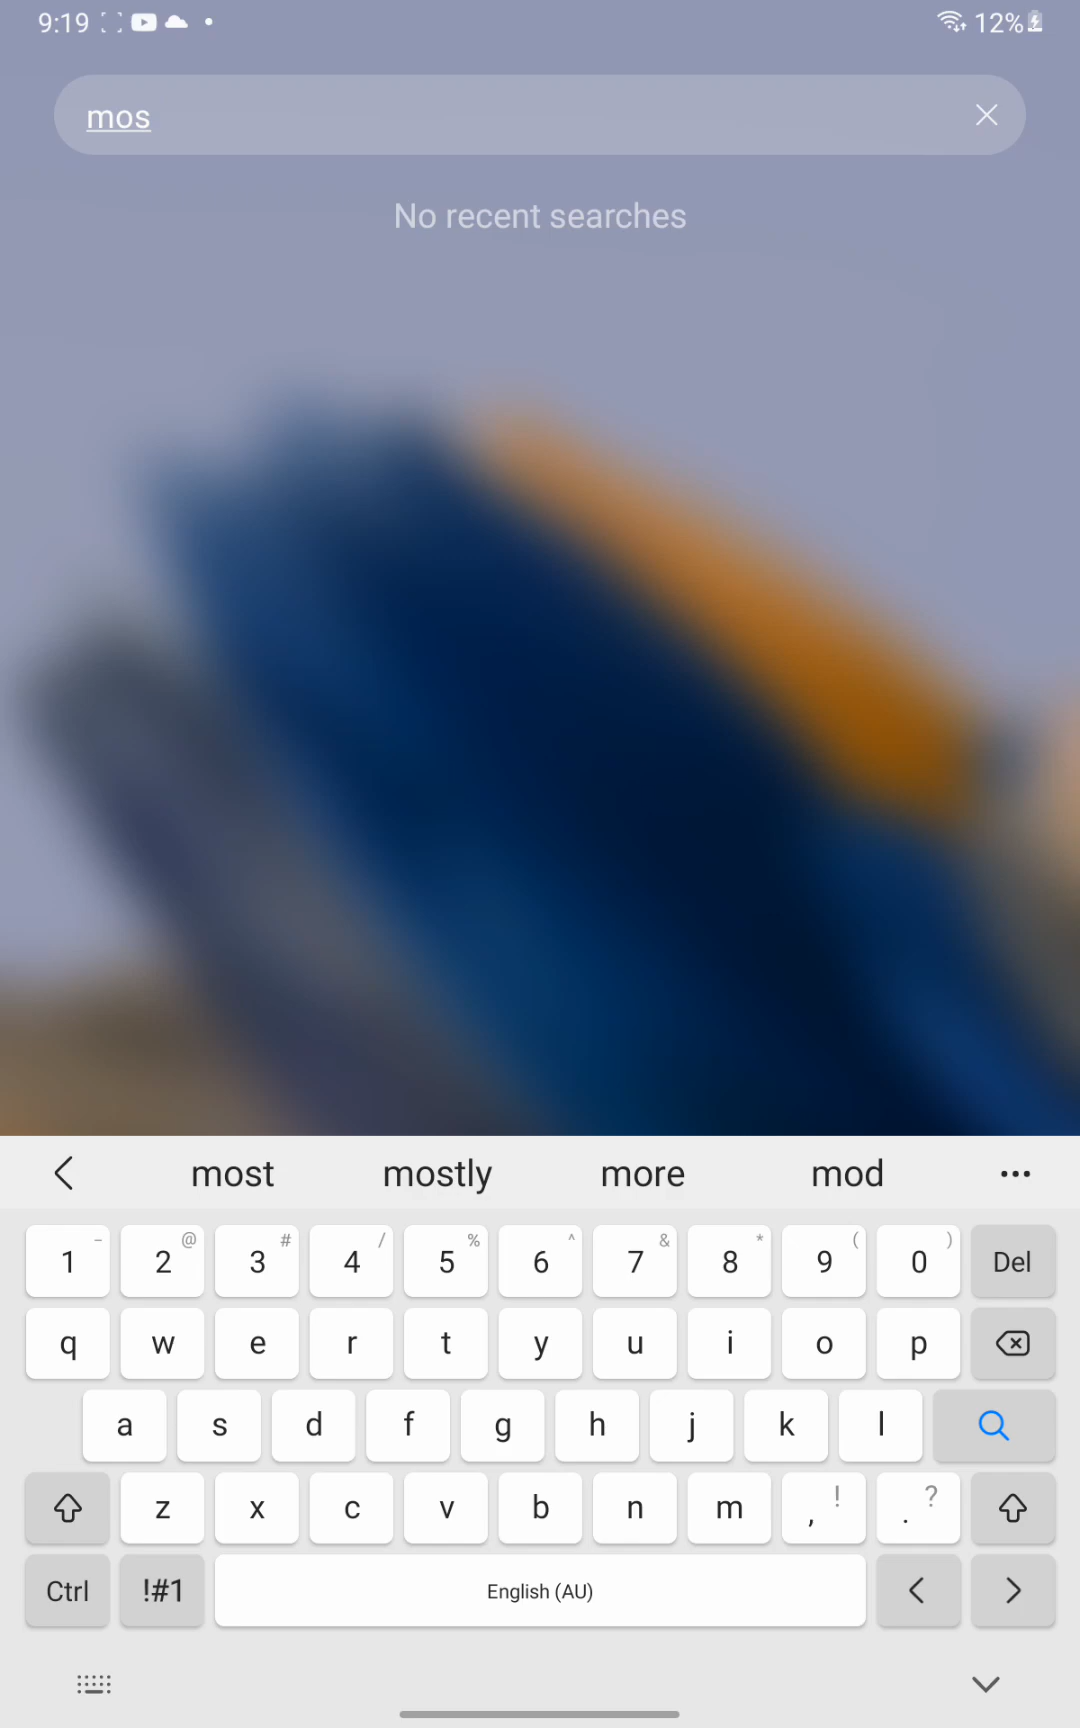 9:19 12%
mos
No recent searches
most mostly more mod
1 - 2 @ 3 # 4 / 5 % 6 ^ 7 & 8 * 9 ( 0 ) Del
q w e r t y u i o p
a s d f g h j k l
z x c v b n m , ! . ?
Ctrl !#1 English (AU)